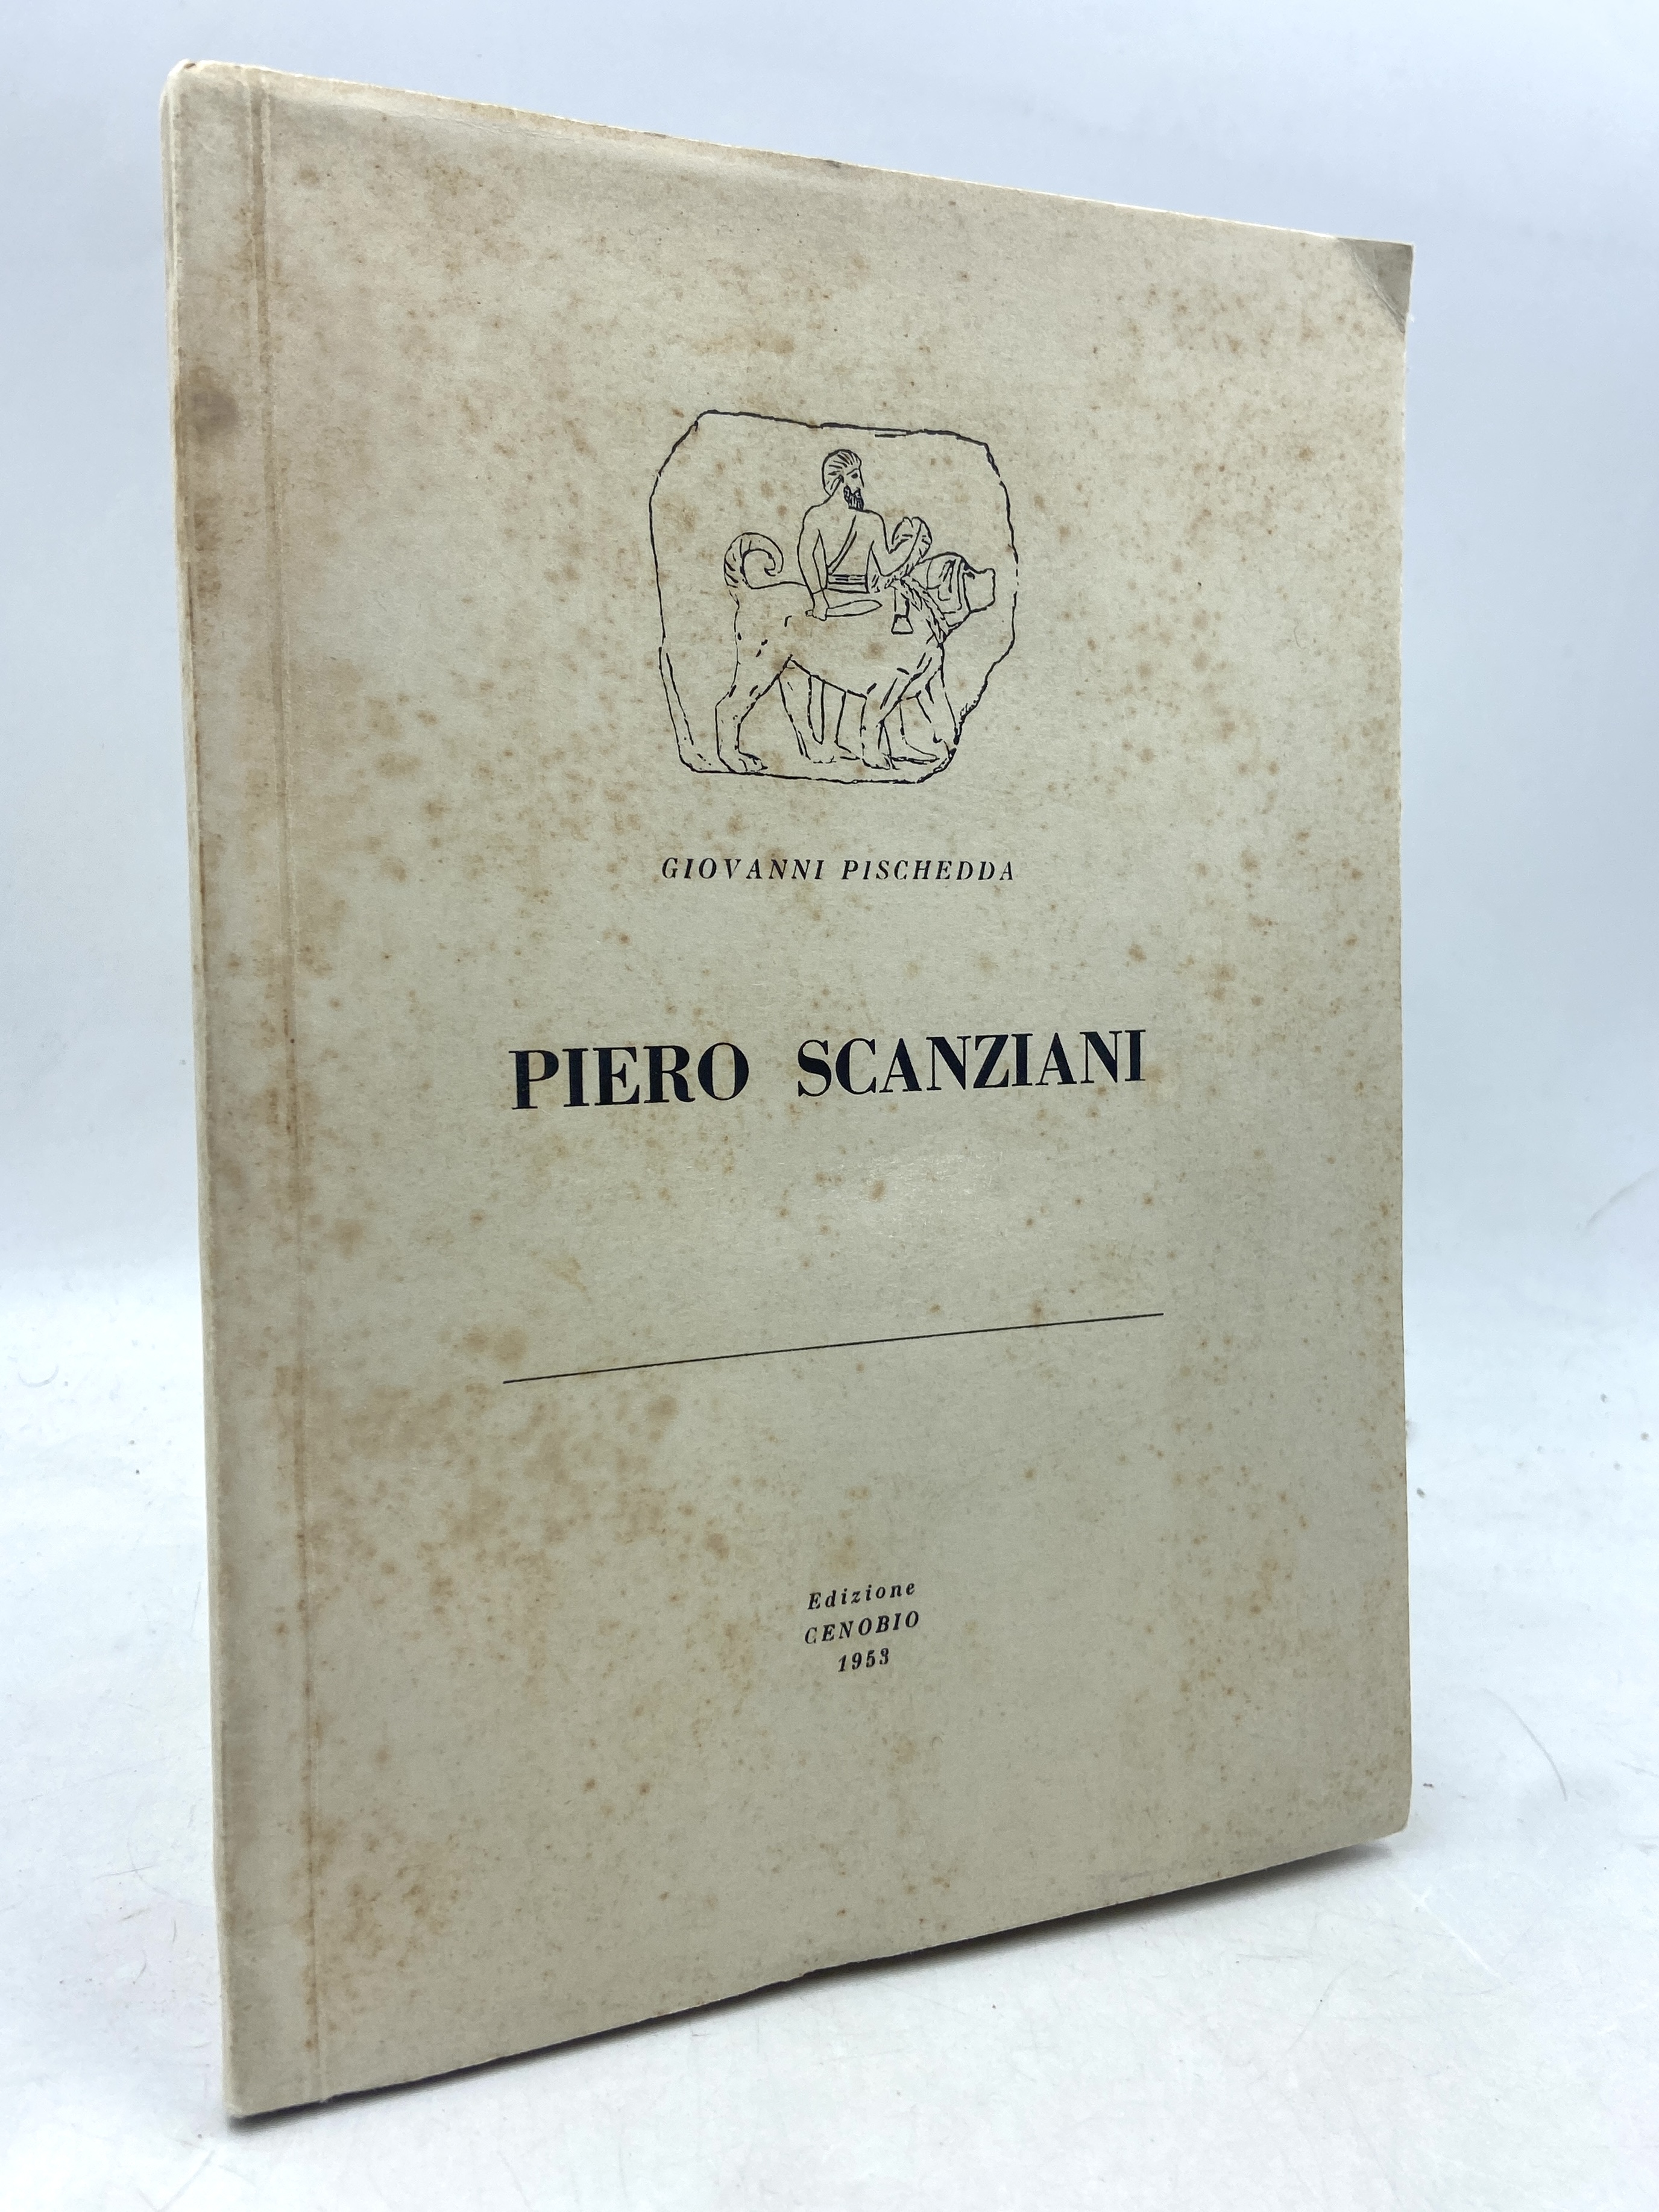 GIOVANNI PISCHEDDA
PIERO SCANZIANI
Edizione
CENOBIO
1953